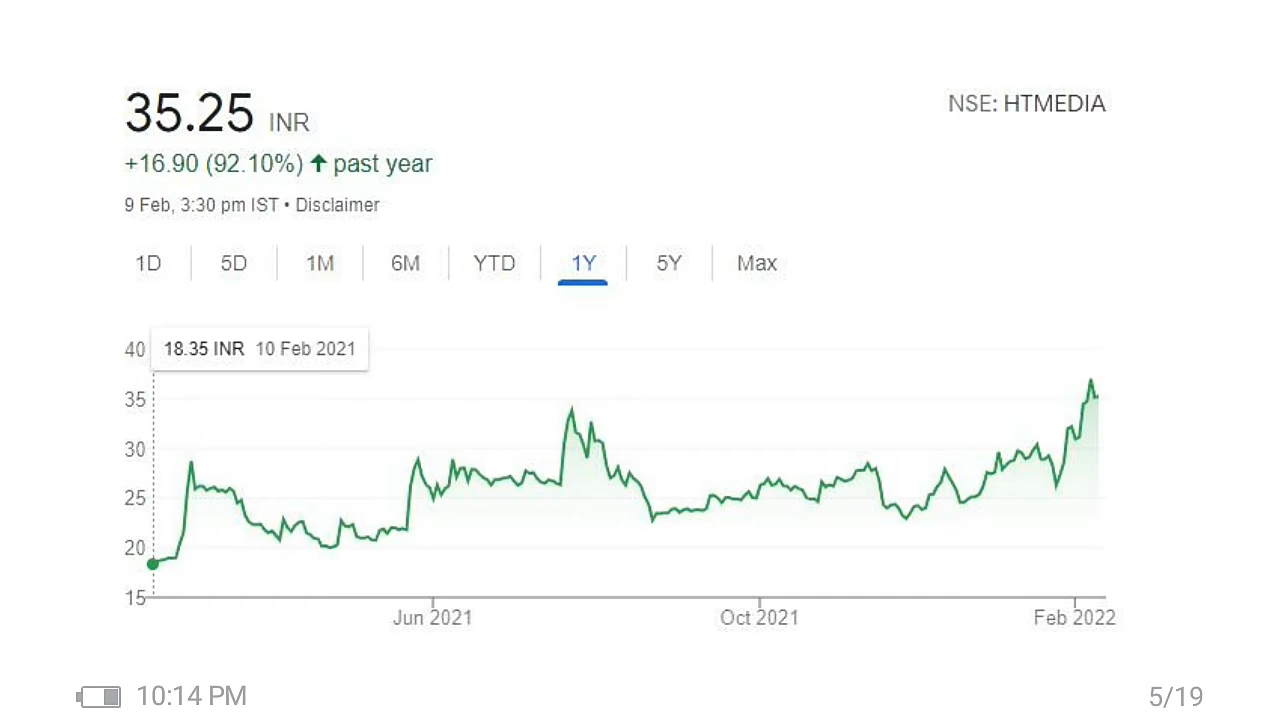 35.25 INR
NSE: HTMEDIA
+16.90 (92.10%) ↑ past year
9 Feb, 3:30 pm IST • Disclaimer
1D 5D 1M 6M YTD 1Y 5Y Max
40
18.35 INR 10 Feb 2021
35
30
25
20
15
Jun 2021 Oct 2021 Feb 2022
10:14 PM 5/19